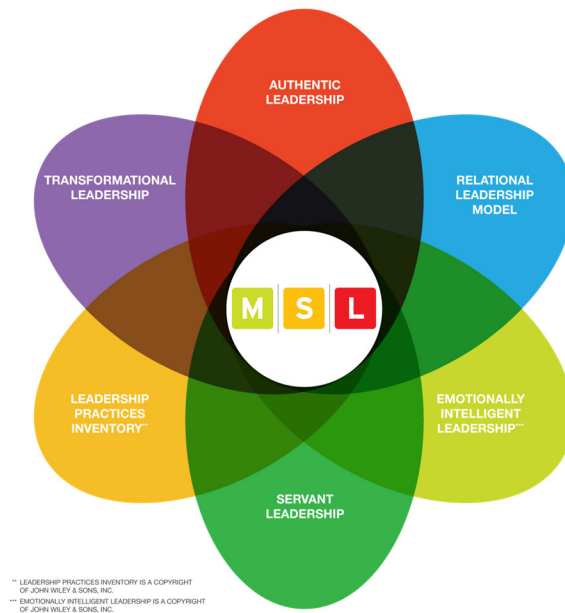 AUTHENTIC
LEADERSHIP
TRANSFORMATIONAL
LEADERSHIP
RELATIONAL
LEADERSHIP
MODEL
M S L
LEADERSHIP
PRACTICES
INVENTORY**
EMOTIONALLY
INTELLIGENT
LEADERSHIP***
SERVANT
LEADERSHIP
** LEADERSHIP PRACTICES INVENTORY IS A COPYRIGHT
OF JOHN WILEY & SONS, INC.
*** EMOTIONALLY INTELLIGENT LEADERSHIP IS A COPYRIGHT
OF JOHN WILEY & SONS, INC.